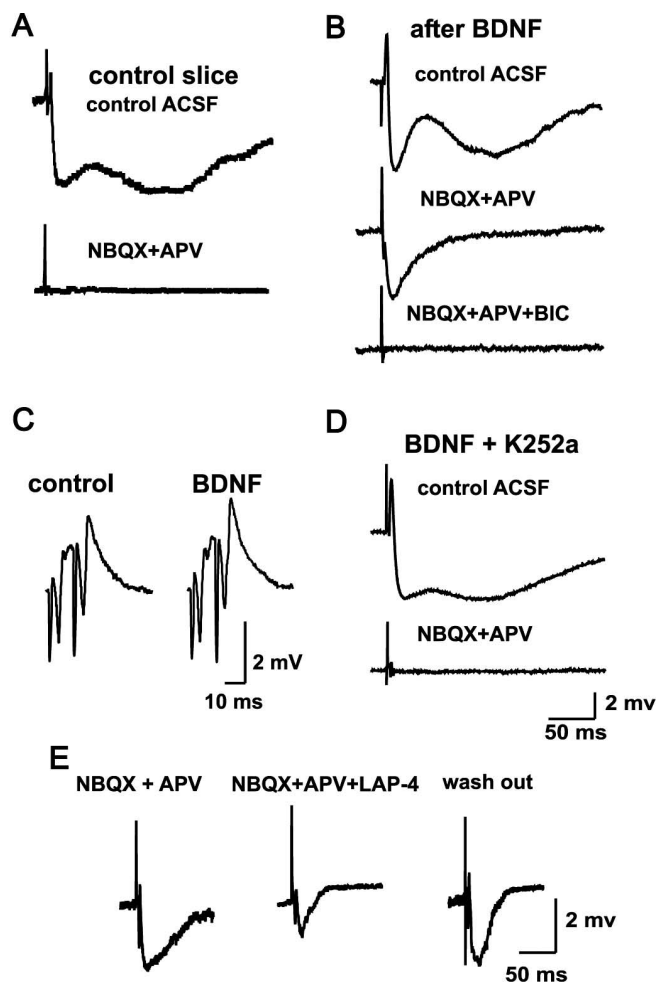 A
control slice
control ACSF
NBQX+APV
B
after BDNF
control ACSF
NBQX+APV
NBQX+APV+BIC
C
control
BDNF
2 mV
10 ms
D
BDNF + K252a
control ACSF
NBQX+APV
2 mv
50 ms
E
NBQX + APV
NBQX+APV+LAP-4
wash out
2 mv
50 ms